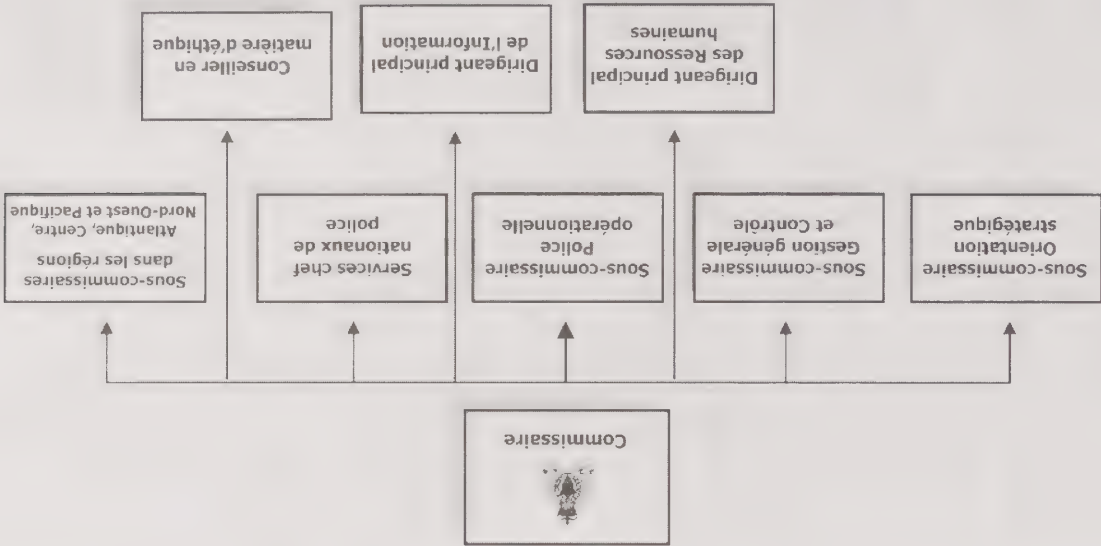 Commissaire
Sous-commissaire
Orientation
stratégique
Sous-commissaire
Gestion générale
et Contrôle
Sous-commissaire
Police
opérationnelle
Services chef
nationaux de
police
Sous-commissaires
dans les régions
Atlantique, Centre,
Nord-Ouest et Pacifique
Dirigeant principal
des Ressources
humaines
Dirigeant principal
de l'Information
Conseiller en
matière d'éthique